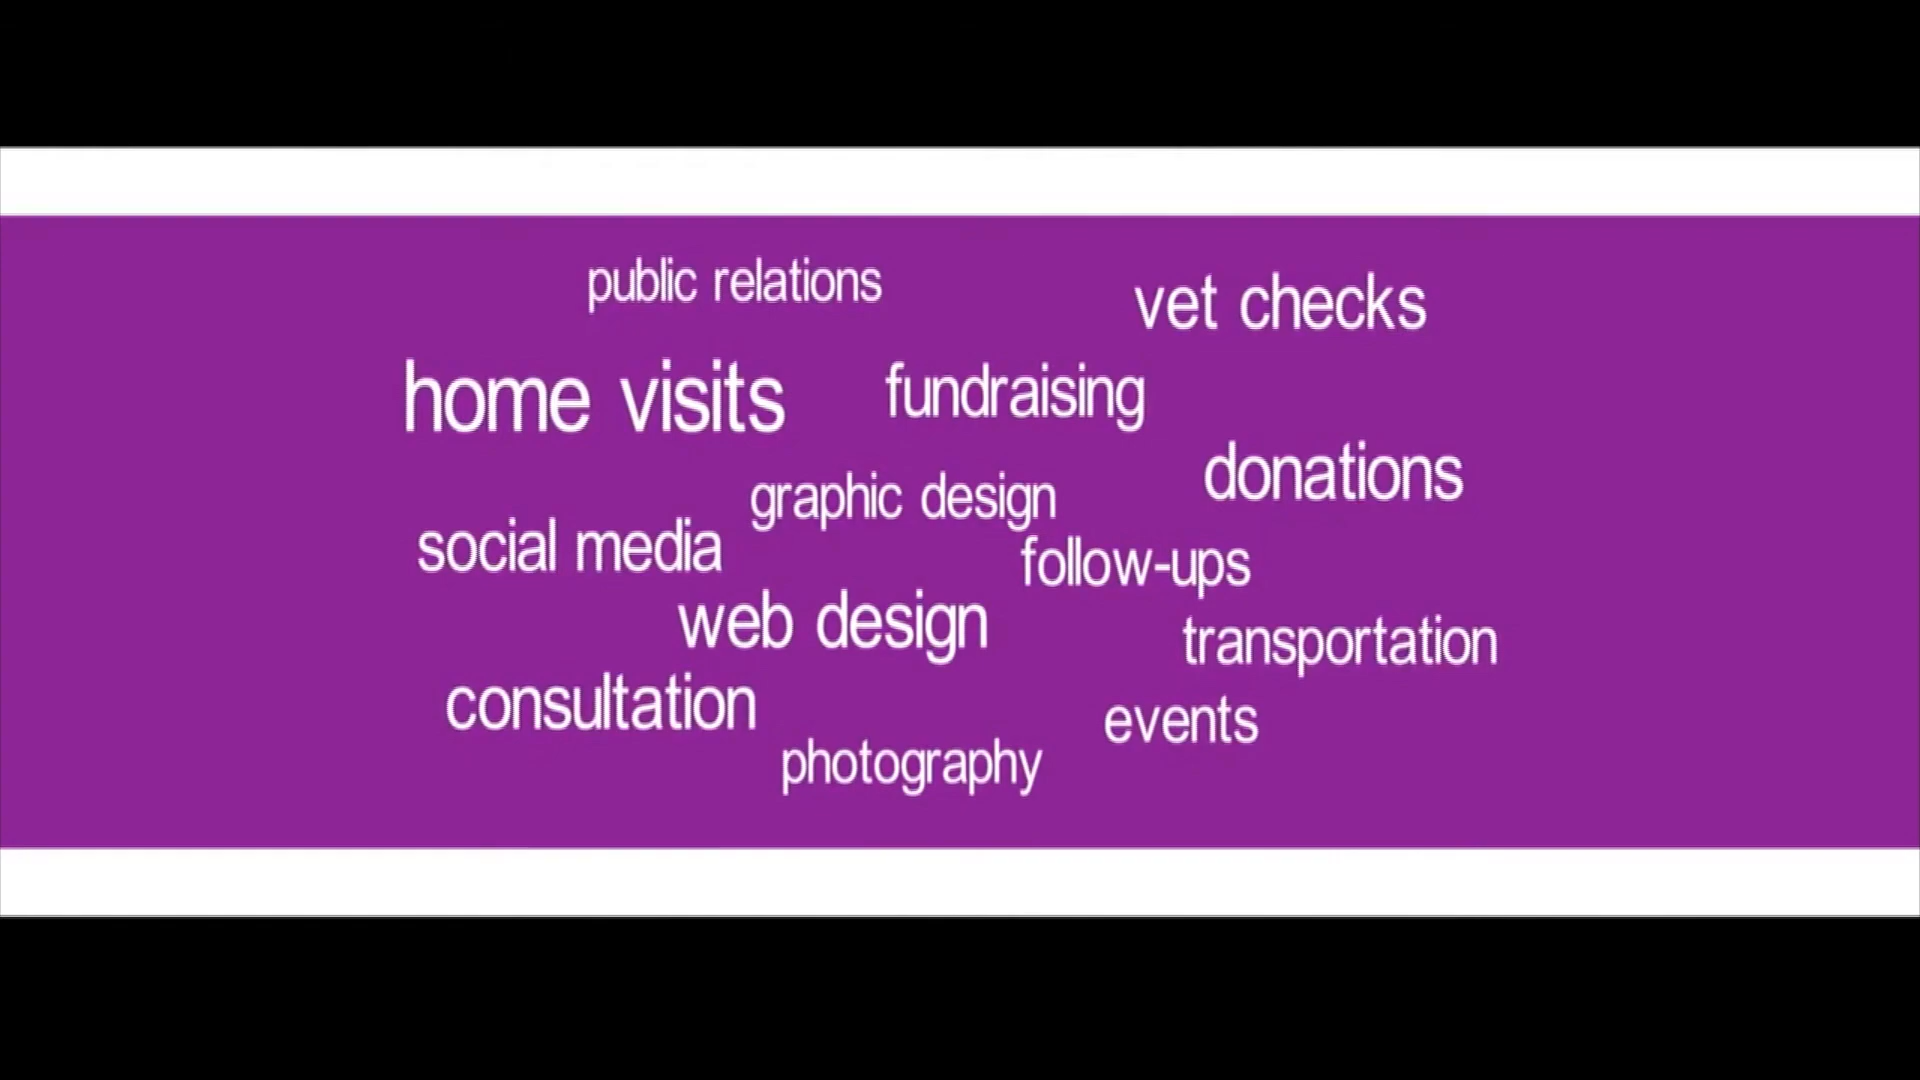 public relations
vet checks
home visits
fundraising
donations
graphic design
social media
follow-ups
web design
transportation
consultation
events
photography